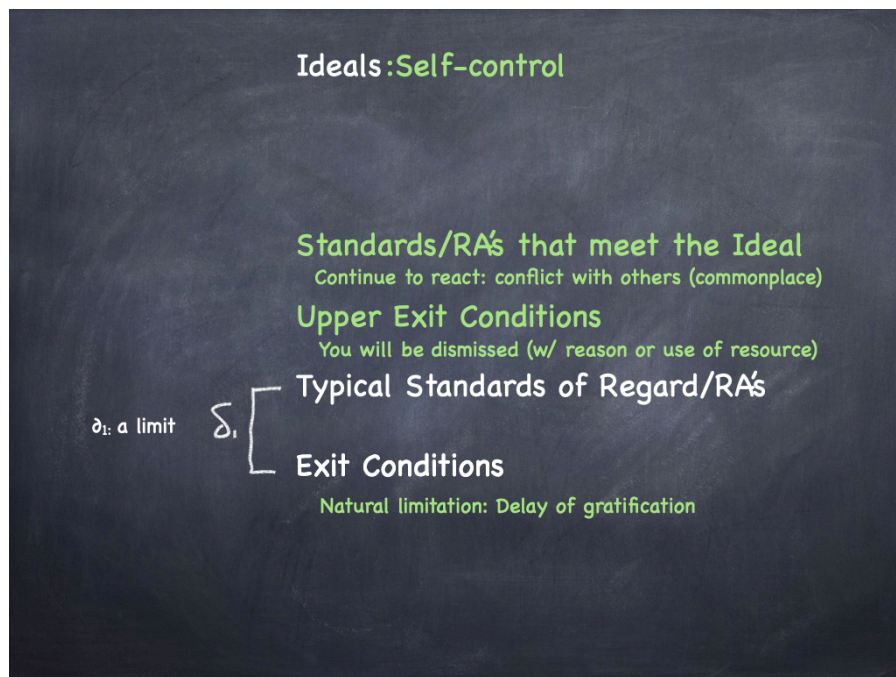 Ideals:Self-control
Standards/RA's that meet the Ideal
Continue to react: conflict with others (commonplace)
Upper Exit Conditions
You will be dismissed (w/ reason or use of resource)
Typical Standards of Regard/RA's
∂1: a limit
δ1
Exit Conditions
Natural limitation: Delay of gratification